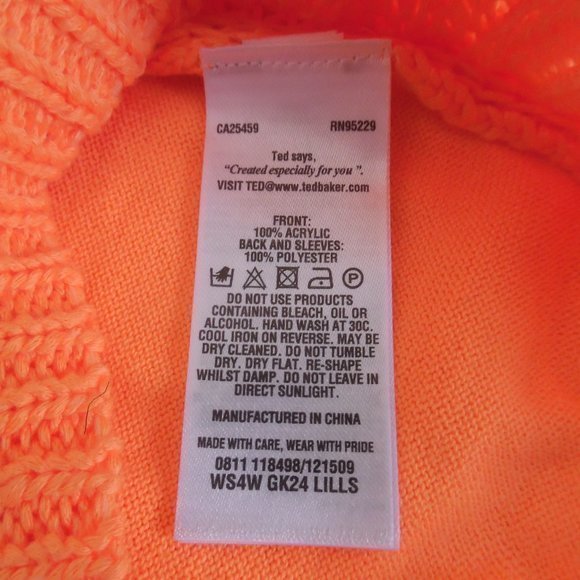 CA25459 RN95229
Ted says,
"Created especially for you ".
VISIT TED@www.tedbaker.com
FRONT:
100% ACRYLIC
BACK AND SLEEVES:
100% POLYESTER
P
DO NOT USE PRODUCTS
CONTAINING BLEACH, OIL OR
ALCOHOL. HAND WASH AT 30C.
COOL IRON ON REVERSE. MAY BE
DRY CLEANED. DO NOT TUMBLE
DRY. DRY FLAT. RE-SHAPE
WHILST DAMP. DO NOT LEAVE IN
DIRECT SUNLIGHT.
MANUFACTURED IN CHINA
MADE WITH CARE, WEAR WITH PRIDE
0811 118498/121509
WS4W GK24 LILLS